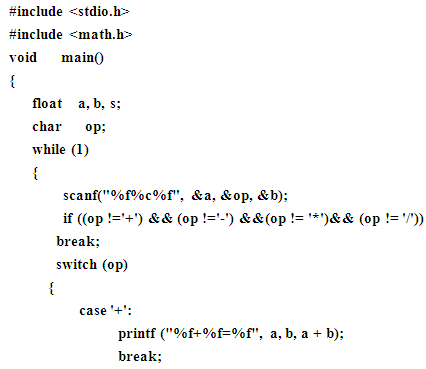 #include <stdio.h>
#include <math.h>
void main()
{
float a, b, s;
char op;
while (1)
{
scanf("%f%c%f", &a, &op, &b);
if ((op !='+') && (op !='-') &&(op != '*')&& (op != '/'))
break;
switch (op)
{
case '+':
printf ("%f+%f=%f", a, b, a + b);
break;